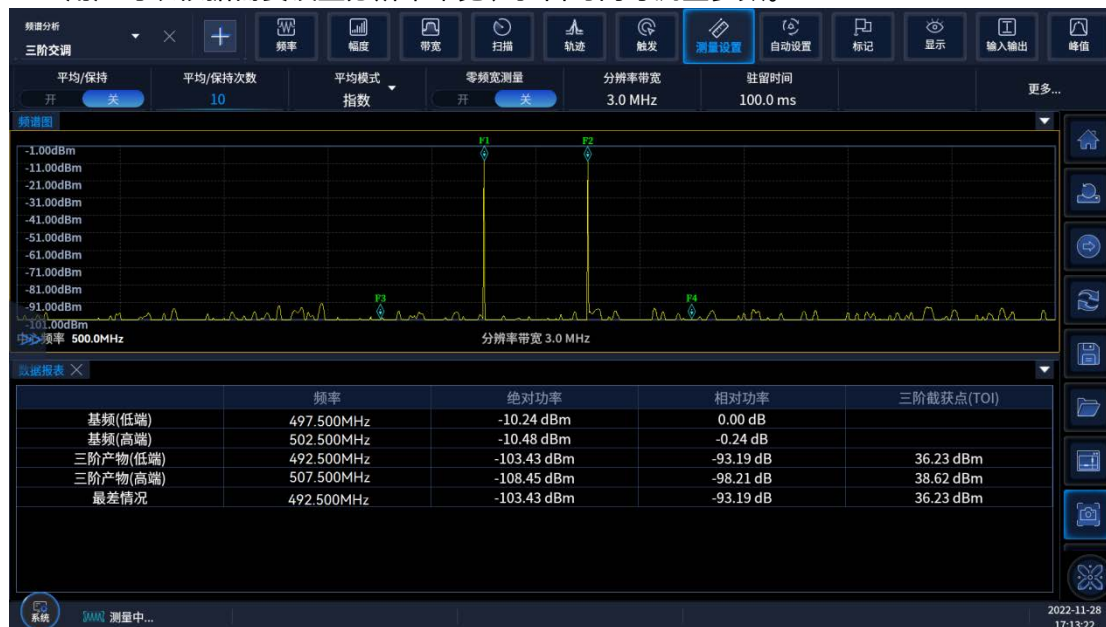 频谱分析
三阶交调
频率
幅度
带宽
扫描
轨迹
触发
测量设置
自动设置
标记
显示
输入输出
峰值
平均/保持
开 关
平均/保持次数
10
平均模式
指数
零频宽测量
开 关
分辨率带宽
3.0 MHz
驻留时间
100.0 ms
更多...
频谱图
F1 F2
-1.00dBm
-11.00dBm
-21.00dBm
-31.00dBm
-41.00dBm
-51.00dBm
-61.00dBm
-71.00dBm
-81.00dBm
F3 F4
-91.00dBm
-101.00dBm
中心频率 500.0MHz 分辨率带宽 3.0 MHz
数据报表
频率 绝对功率 相对功率 三阶截获点(TOI)
基频(低端) 497.500MHz -10.24 dBm 0.00 dB
基频(高端) 502.500MHz -10.48 dBm -0.24 dB
三阶产物(低端) 492.500MHz -103.43 dBm -93.19 dB 36.23 dBm
三阶产物(高端) 507.500MHz -108.45 dBm -98.21 dB 38.62 dBm
最差情况 492.500MHz -103.43 dBm -93.19 dB 36.23 dBm
系统
测量中...
2022-11-28
17:13:22